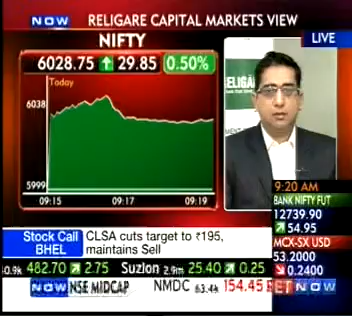 NOW
RELIGARE CAPITAL MARKETS VIEW
NIFTY
LIVE
6028.75 29.85 0.50%
Today
6038
5999
09:15 09:17 09:19
ELIGAR
9:20 AM
BANK NIFTY FUT
12739.90
54.95
MCX-SX USD
53.2000
0.2400
Stock Call
BHEL
CLSA cuts target to ₹195,
maintains Sell
482.70 2.75 Suzlon 2.9m 25.40 0.25
NOW NSE MIDCAP NMDC 63.4k 154.45 NOW